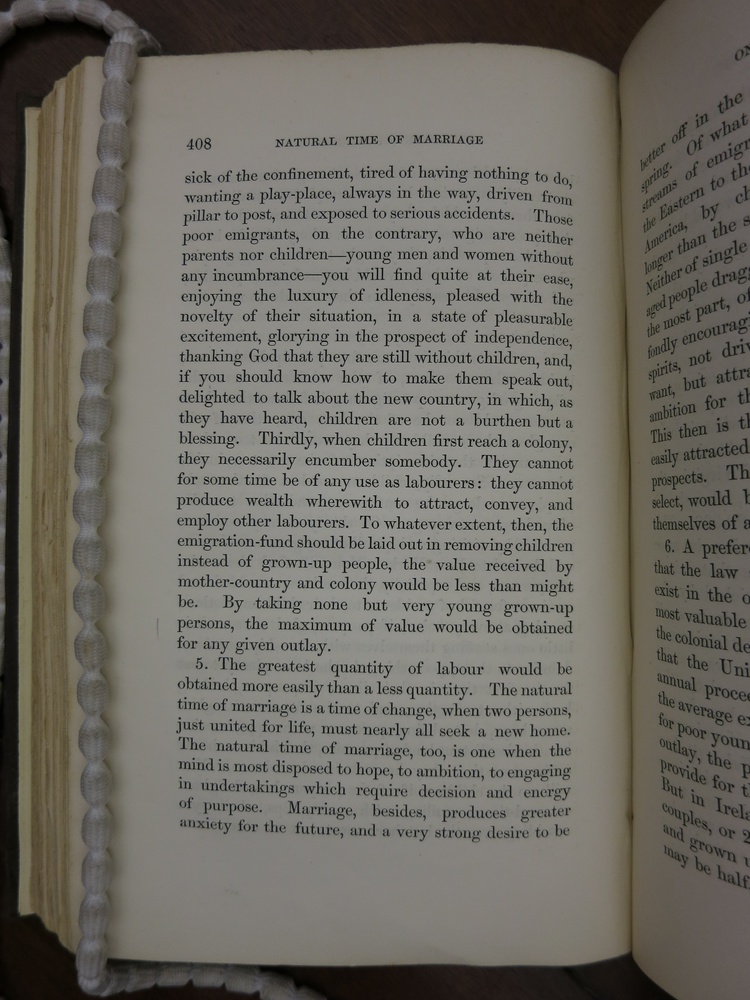 408 NATURAL TIME OF MARRIAGE
sick of the confinement, tired of having nothing to do,
wanting a play-place, always in the way, driven from
pillar to post, and exposed to serious accidents. Those
poor emigrants, on the contrary, who are neither
parents nor children—young men and women without
any incumbrance—you will find quite at their ease,
enjoying the luxury of idleness, pleased with the
novelty of their situation, in a state of pleasurable
excitement, glorying in the prospect of independence,
thanking God that they are still without children, and,
if you should know how to make them speak out,
delighted to talk about the new country, in which, as
they have heard, children are not a burthen but a
blessing. Thirdly, when children first reach a colony,
they necessarily encumber somebody. They cannot
for some time be of any use as labourers: they cannot
produce wealth wherewith to attract, convey, and
employ other labourers. To whatever extent, then, the
emigration-fund should be laid out in removing children
instead of grown-up people, the value received by
mother-country and colony would be less than might
be. By taking none but very young grown-up
persons, the maximum of value would be obtained
for any given outlay.
5. The greatest quantity of labour would be
obtained more easily than a less quantity. The natural
time of marriage is a time of change, when two persons,
just united for life, must nearly all seek a new home.
The natural time of marriage, too, is one when the
mind is most disposed to hope, to ambition, to engaging
in undertakings which require decision and energy
of purpose. Marriage, besides, produces greater
anxiety for the future, and a very strong desire to be
better off in the
spring. Of what
streams of emigr
the Eastern to the
America, by ch
longer than the s
Neither of single
aged people dragg
the most part, of
fondly encouragi
spirits, not driv
want, but attra
ambition for th
This then is th
easily attracted
prospects. Th
select, would b
themselves of a
6. A prefer
that the law
exist in the o
most valuable
the colonial de
that the Uni
annual procee
the average ex
for poor youn
outlay, the p
provide for t
But in Irela
couples, or 2
and grown u
may be half